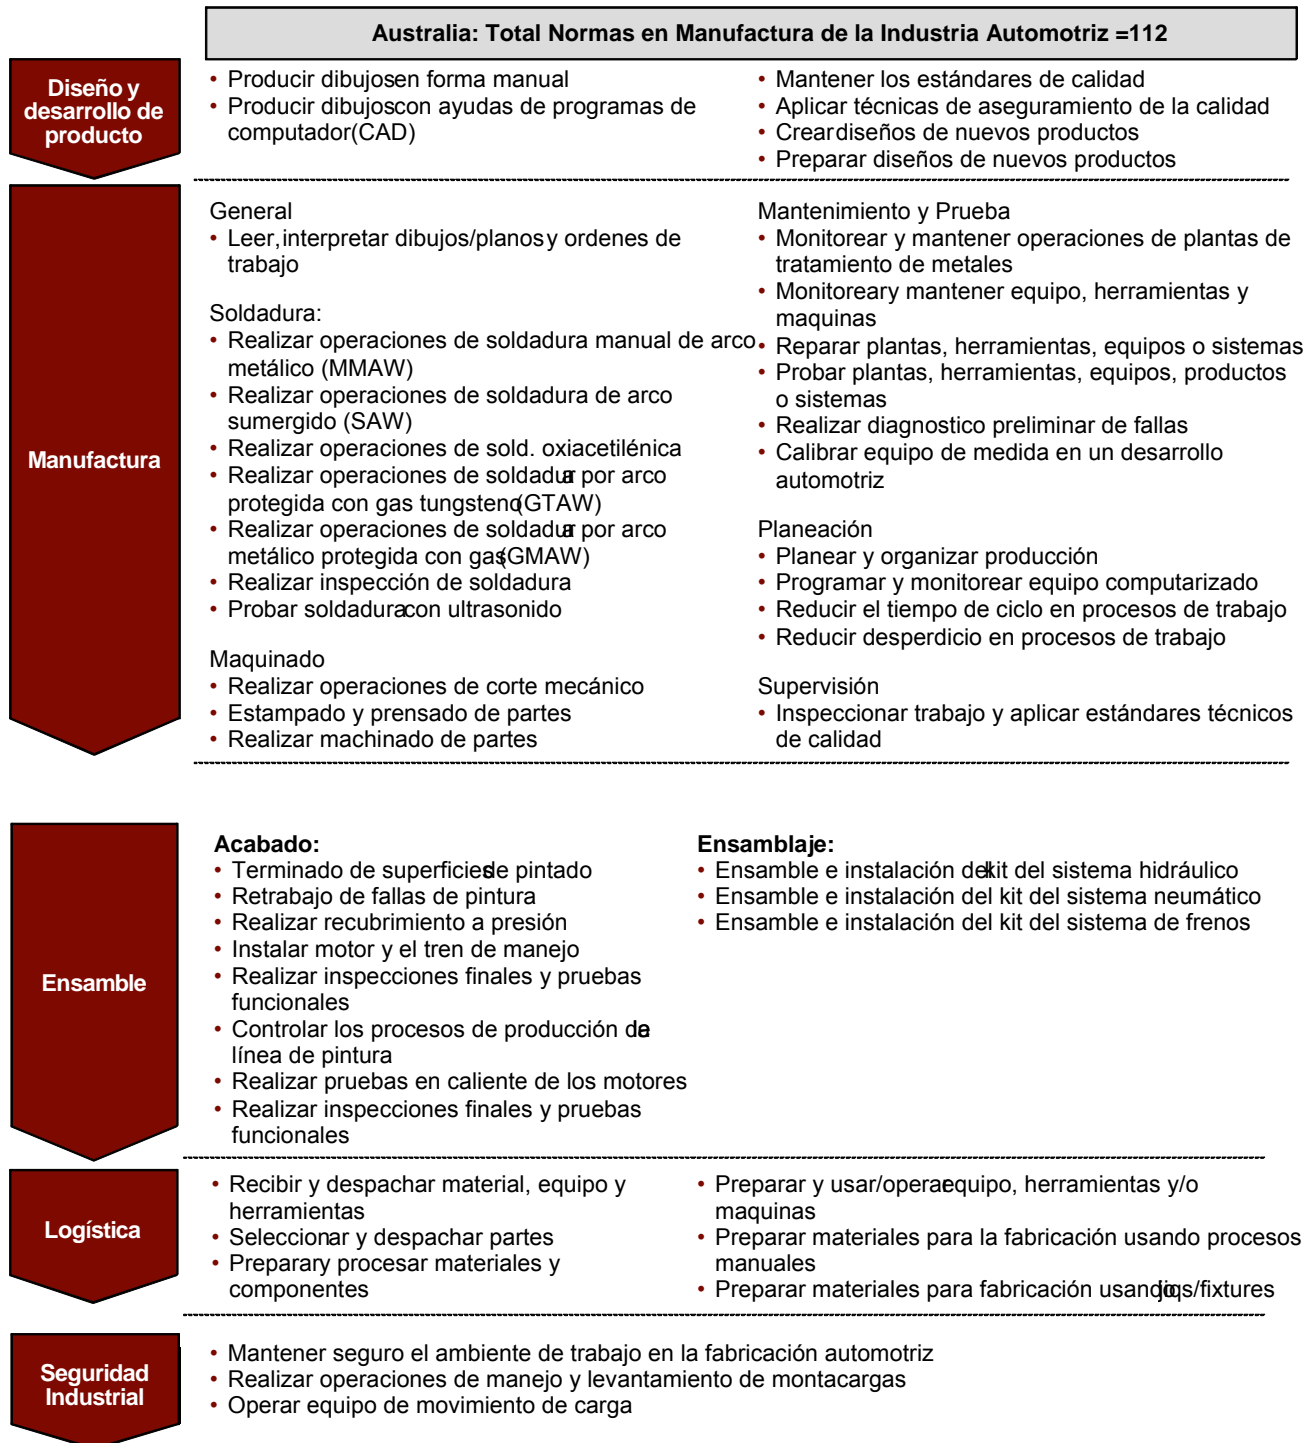 Australia: Total Normas en Manufactura de la Industria Automotriz =112
Diseño y
desarrollo de
producto
• Producir dibujosen forma manual
• Producir dibujoscon ayudas de programas de
computador(CAD)
• Mantener los estándares de calidad
• Aplicar técnicas de aseguramiento de la calidad
• Creardiseños de nuevos productos
• Preparar diseños de nuevos productos
Manufactura
General
• Leer,interpretar dibujos/planosy ordenes de
trabajo
Soldadura:
• Realizar operaciones de soldadura manual de arco
metálico (MMAW)
• Realizar operaciones de soldadura de arco
sumergido (SAW)
• Realizar operaciones de sold. oxiacetilénica
• Realizar operaciones de soldadura por arco
protegida con gas tungsteno(GTAW)
• Realizar operaciones de soldadura por arco
metálico protegida con gas(GMAW)
• Realizar inspección de soldadura
• Probar soldaduracon ultrasonido
Maquinado
• Realizar operaciones de corte mecánico
• Estampado y prensado de partes
• Realizar machinado de partes
Mantenimiento y Prueba
• Monitorear y mantener operaciones de plantas de
tratamiento de metales
• Monitoreary mantener equipo, herramientas y
maquinas
• Reparar plantas, herramientas, equipos o sistemas
• Probar plantas, herramientas, equipos, productos
o sistemas
• Realizar diagnostico preliminar de fallas
• Calibrar equipo de medida en un desarrollo
automotriz
Planeación
• Planear y organizar producción
• Programar y monitorear equipo computarizado
• Reducir el tiempo de ciclo en procesos de trabajo
• Reducir desperdicio en procesos de trabajo
Supervisión
• Inspeccionar trabajo y aplicar estándares técnicos
de calidad
Ensamble
Acabado:
• Terminado de superficiesde pintado
• Retrabajo de fallas de pintura
• Realizar recubrimiento a presión
• Instalar motor y el tren de manejo
• Realizar inspecciones finales y pruebas
funcionales
• Controlar los procesos de producción de la
línea de pintura
• Realizar pruebas en caliente de los motores
• Realizar inspecciones finales y pruebas
funcionales
Ensamblaje:
• Ensamble e instalación del kit del sistema hidráulico
• Ensamble e instalación del kit del sistema neumático
• Ensamble e instalación del kit del sistema de frenos
Logística
• Recibir y despachar material, equipo y
herramientas
• Seleccionar y despachar partes
• Preparary procesar materiales y
componentes
• Preparar y usar/operarequipo, herramientas y/o
maquinas
• Preparar materiales para la fabricación usando procesos
manuales
• Preparar materiales para fabricación usando jigs/fixtures
Seguridad
Industrial
• Mantener seguro el ambiente de trabajo en la fabricación automotriz
• Realizar operaciones de manejo y levantamiento de montacargas
• Operar equipo de movimiento de carga